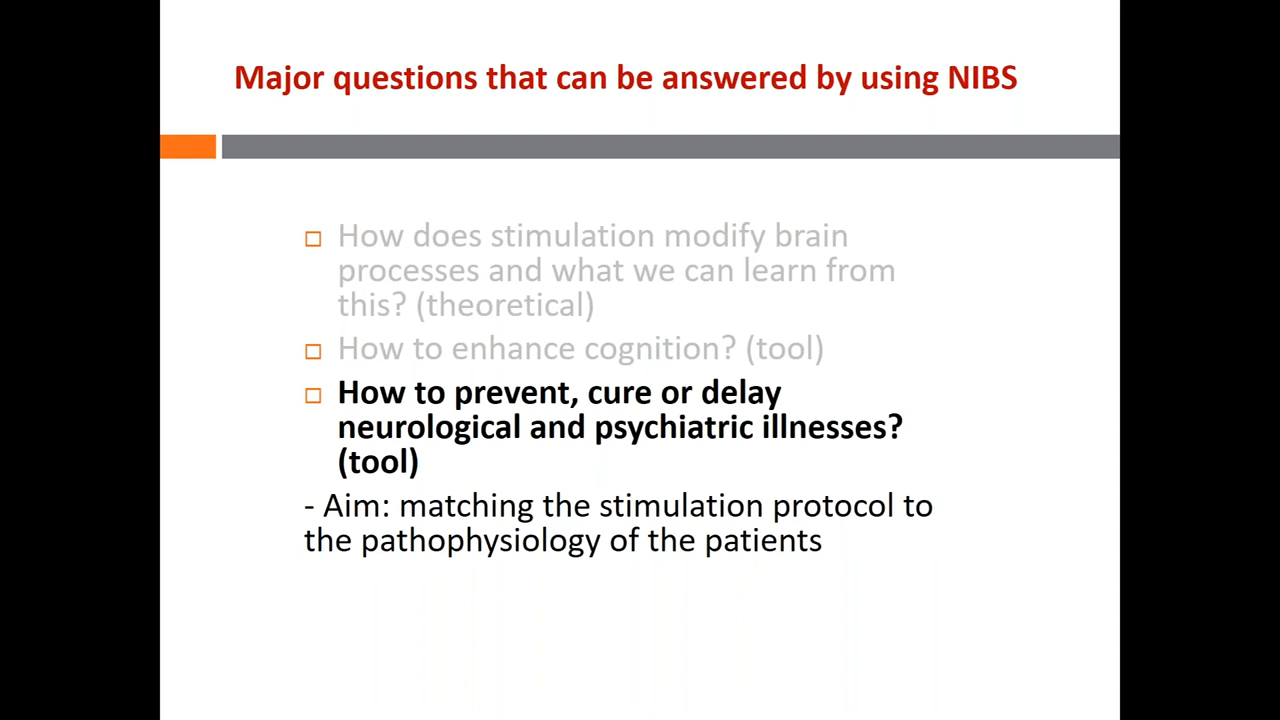 Major questions that can be answered by using NIBS
How does stimulation modify brain
processes and what we can learn from
this? (theoretical)
How to enhance cognition? (tool)
How to prevent, cure or delay
neurological and psychiatric illnesses?
(tool)
- Aim: matching the stimulation protocol to
the pathophysiology of the patients